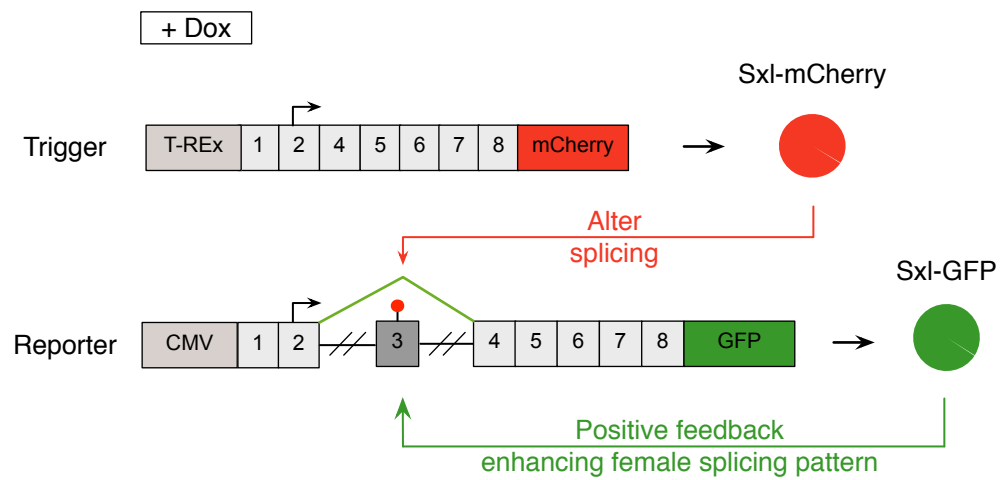 + Dox
Sxl-mCherry
Trigger T-REx 1 2 4 5 6 7 8 mCherry
Alter
splicing
Sxl-GFP
Reporter CMV 1 2 3 4 5 6 7 8 GFP
Positive feedback
enhancing female splicing pattern